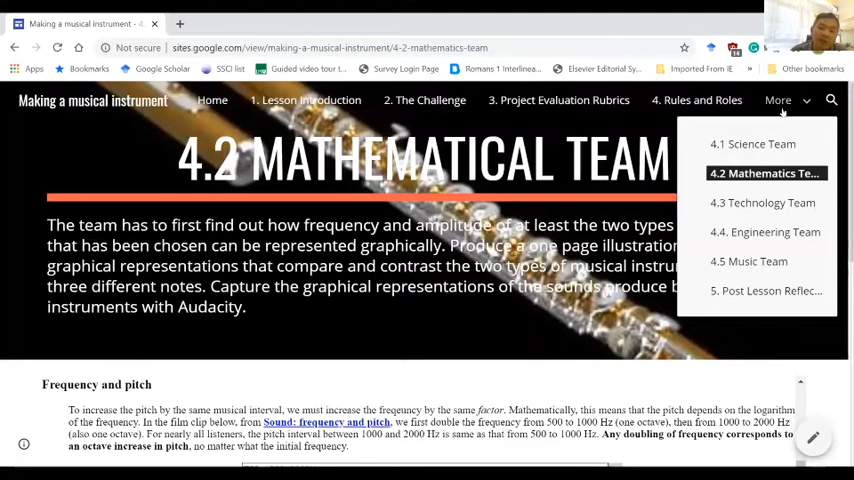 Making a musical instrument - 4.
Not secure | sites.google.com/view/making-a-musical-instrument/4-2-mathematics-team
14
Apps Bookmarks Google Scholar SSCI list Guided video tour t... Survey Login Page Romans 1 Interlinea... Elsevier Editorial Sy... Imported From IE » Other bookmarks
Making a musical instrument Home 1. Lesson Introduction 2. The Challenge 3. Project Evaluation Rubrics 4. Rules and Roles More
4.1 Science Team
4.2 Mathematics Te...
4.3 Technology Team
4.4. Engineering Team
4.5 Music Team
5. Post Lesson Reflec...
4.2 MATHEMATICAL TEAM
The team has to first find out how frequency and amplitude of at least the two types
that has been chosen can be represented graphically. Produce a one page illustration
graphical representations that compare and contrast the two types of musical instru
three different notes. Capture the graphical representations of the sounds produce b
instruments with Audacity.
Frequency and pitch
To increase the pitch by the same musical interval, we must increase the frequncy by the same factor. Mathematically, this means that the pitch depends on the logarithm
of the frequency. In the film clip below, from Sound: frequency and pitch, we first double the frequency from 500 to 1000 Hz (one octave), then from 1000 to 2000 Hz
(also one octave). For nearly all listeners, the pitch interval between 1000 and 2000 Hz is same as that from 500 to 1000 Hz. Any doubling of frequency corresponds to
an octave increase in pitch, no matter what the initial frequency.